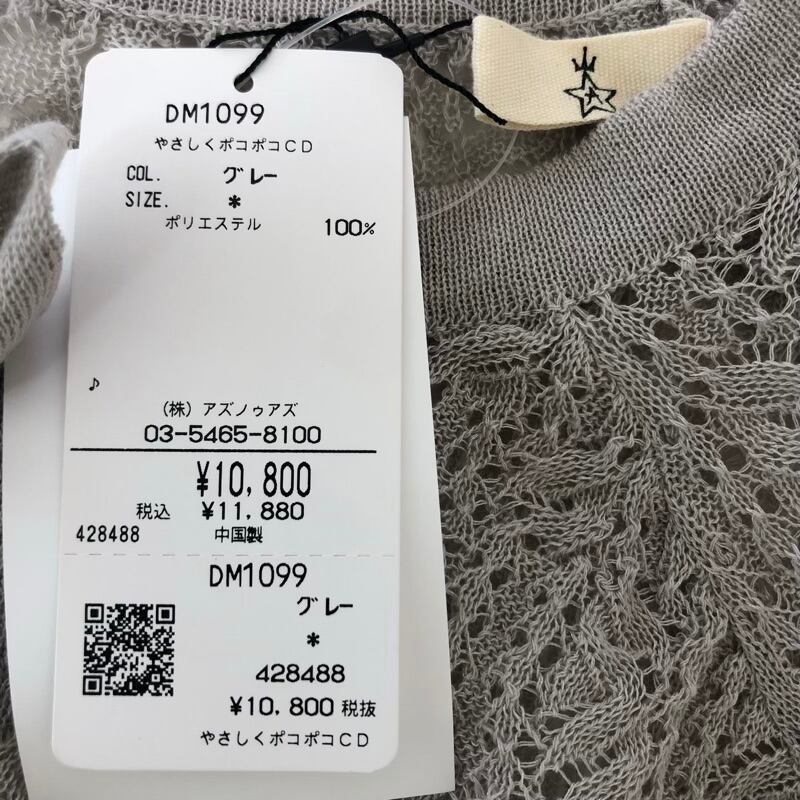 DM1099
やさしくポコポコCD
COL. グレー
SIZE. *
ポリエステル 100%
♪
(株) アズノゥアズ
03-5465-8100
¥10,800
税込 ¥11,880
428488 中国製
DM1099
グレー
*
428488
¥10,800 税抜
やさしくポコポコCD